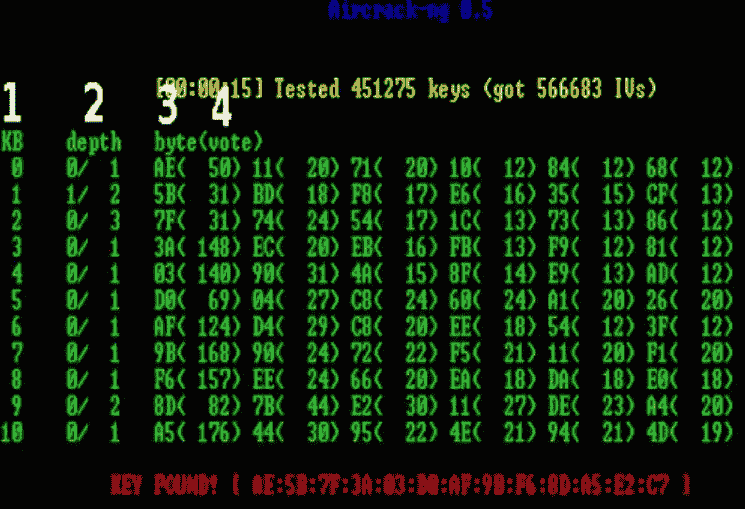 Aircrack-ng 0.5
[00:00:15] Tested 451275 keys (got 566683 IVs)
1 2 3 4
KB depth byte(vote)
0 0/ 1 AE( 50) 11( 20) 71( 20) 10( 12) 84( 12) 68( 12)
1 1/ 2 5B( 31) BD( 18) F8( 17) E6( 16) 35( 15) CF( 13)
2 0/ 3 7F( 31) 74( 24) 54( 17) 1C( 13) 73( 13) 86( 12)
3 0/ 1 3A( 148) EC( 20) EB( 16) FB( 13) F9( 12) 81( 12)
4 0/ 1 03( 140) 90( 31) 4A( 15) 8F( 14) E9( 13) AD( 12)
5 0/ 1 D0( 69) 04( 27) C8( 24) 60( 24) A1( 20) 26( 20)
6 0/ 1 AF( 124) D4( 29) C8( 20) EE( 18) 54( 12) 3F( 12)
7 0/ 1 9B( 168) 90( 24) 72( 22) F5( 21) 11( 20) F1( 20)
8 0/ 1 F6( 157) EE( 24) 66( 20) EA( 18) DA( 18) E0( 18)
9 0/ 2 8D( 82) 7B( 44) E2( 30) 11( 27) DE( 23) A4( 20)
10 0/ 1 A5( 176) 44( 30) 95( 22) 4E( 21) 94( 21) 4D( 19)
KEY FOUND! [ AE:5B:7F:3A:03:D0:AF:9B:F6:8D:A5:E2:C7 ]